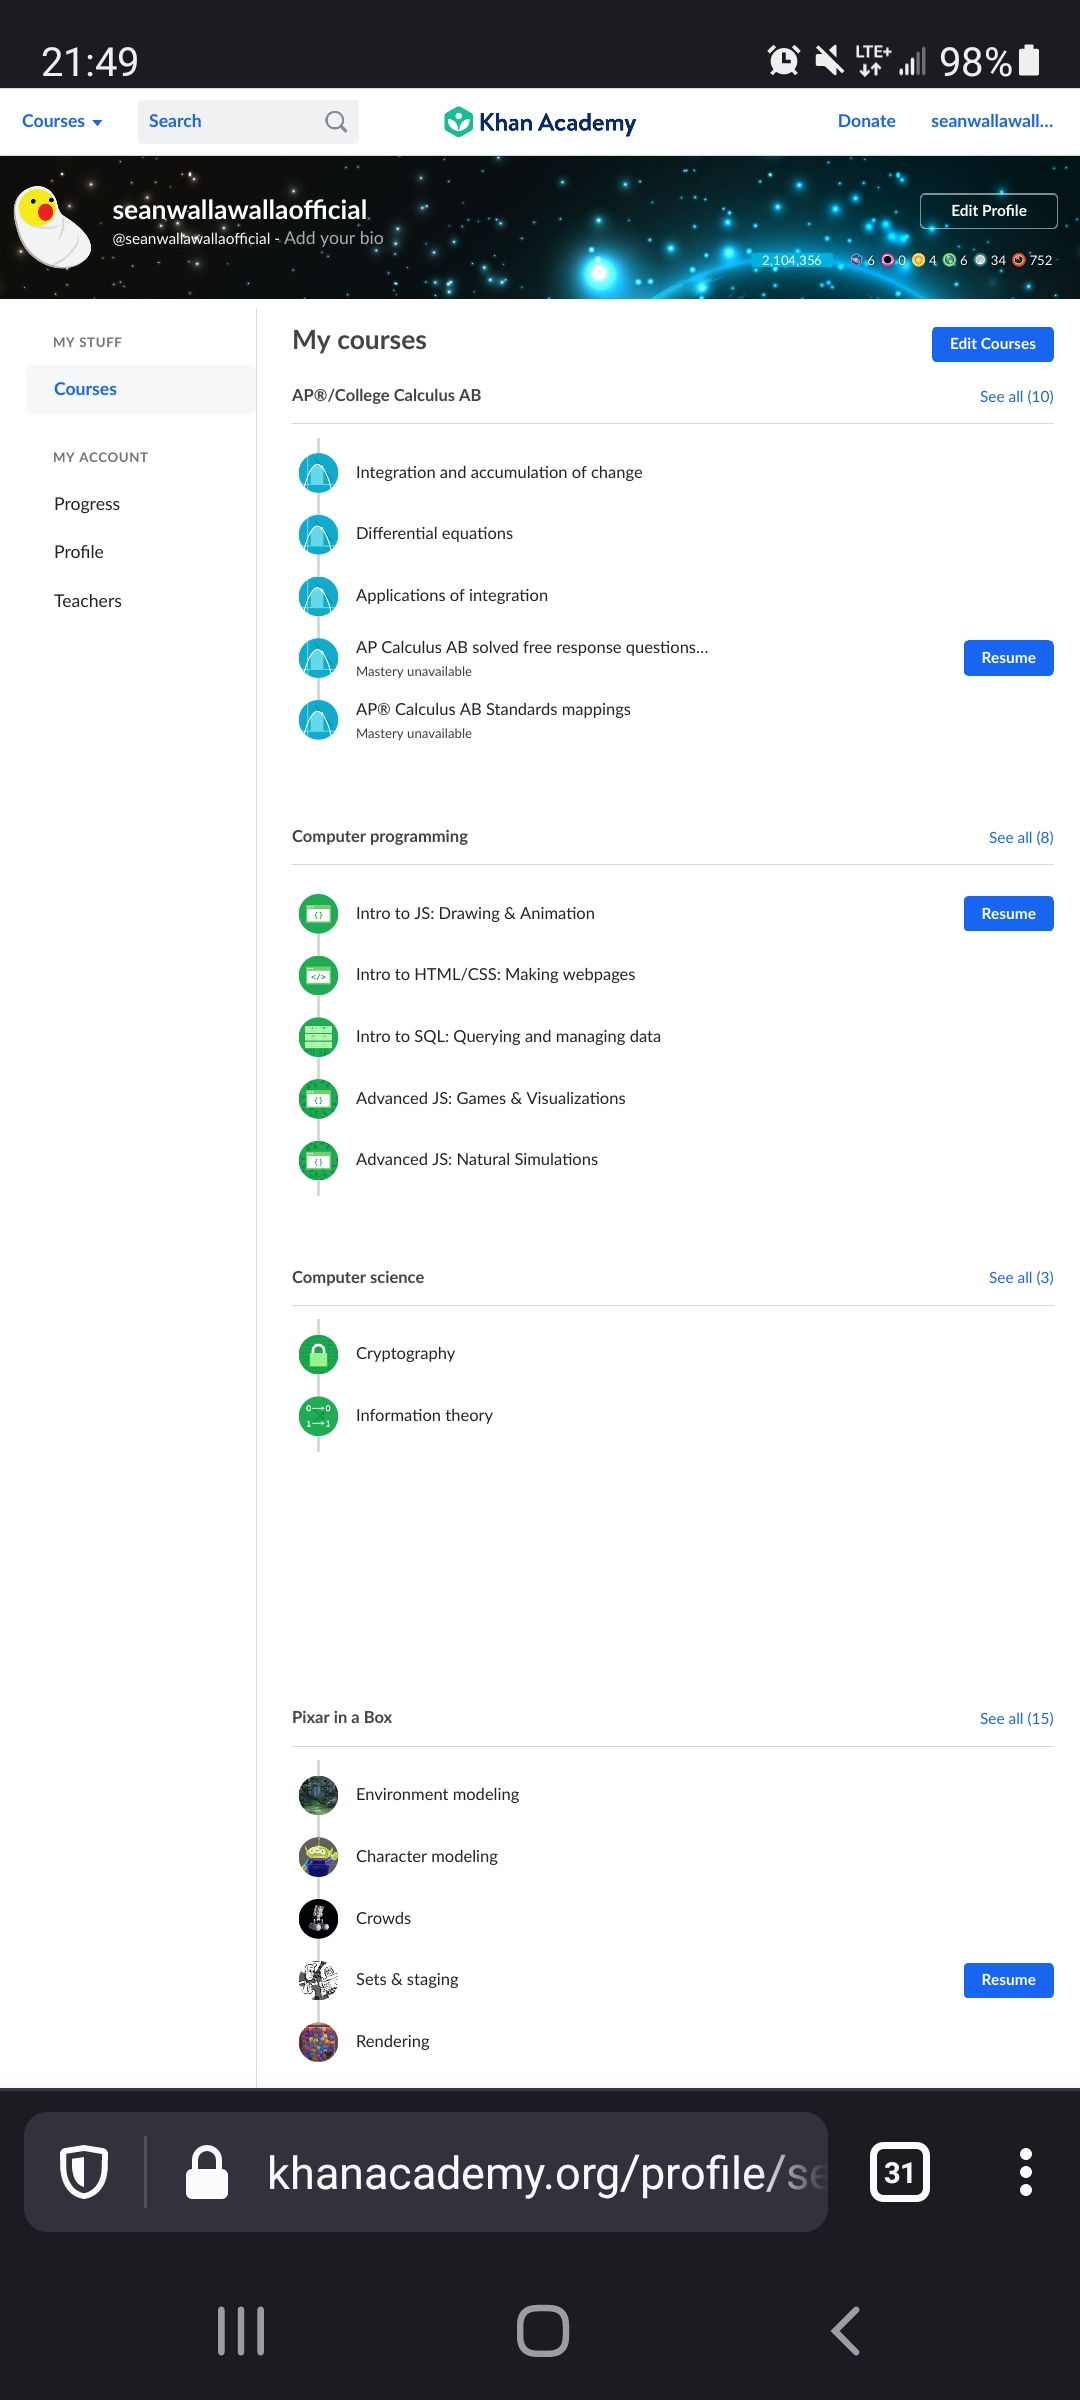 21:49
LTE+ 98%
Courses Search Khan Academy Donate seanwallawall...
seanwallawallaofficial
@seanwallawallaofficial - Add your bio
Edit Profile
2,104,356 6 0 4 6 34 752
MY STUFF
Courses
MY ACCOUNT
Progress
Profile
Teachers
My courses
Edit Courses
AP®/College Calculus AB See all (10)
Integration and accumulation of change
Differential equations
Applications of integration
AP Calculus AB solved free response questions...
Mastery unavailable
Resume
AP® Calculus AB Standards mappings
Mastery unavailable
Computer programming See all (8)
Intro to JS: Drawing & Animation Resume
Intro to HTML/CSS: Making webpages
Intro to SQL: Querying and managing data
Advanced JS: Games & Visualizations
Advanced JS: Natural Simulations
Computer science See all (3)
Cryptography
Information theory
Pixar in a Box See all (15)
Environment modeling
Character modeling
Crowds
Sets & staging Resume
Rendering
khanacademy.org/profile/se 31